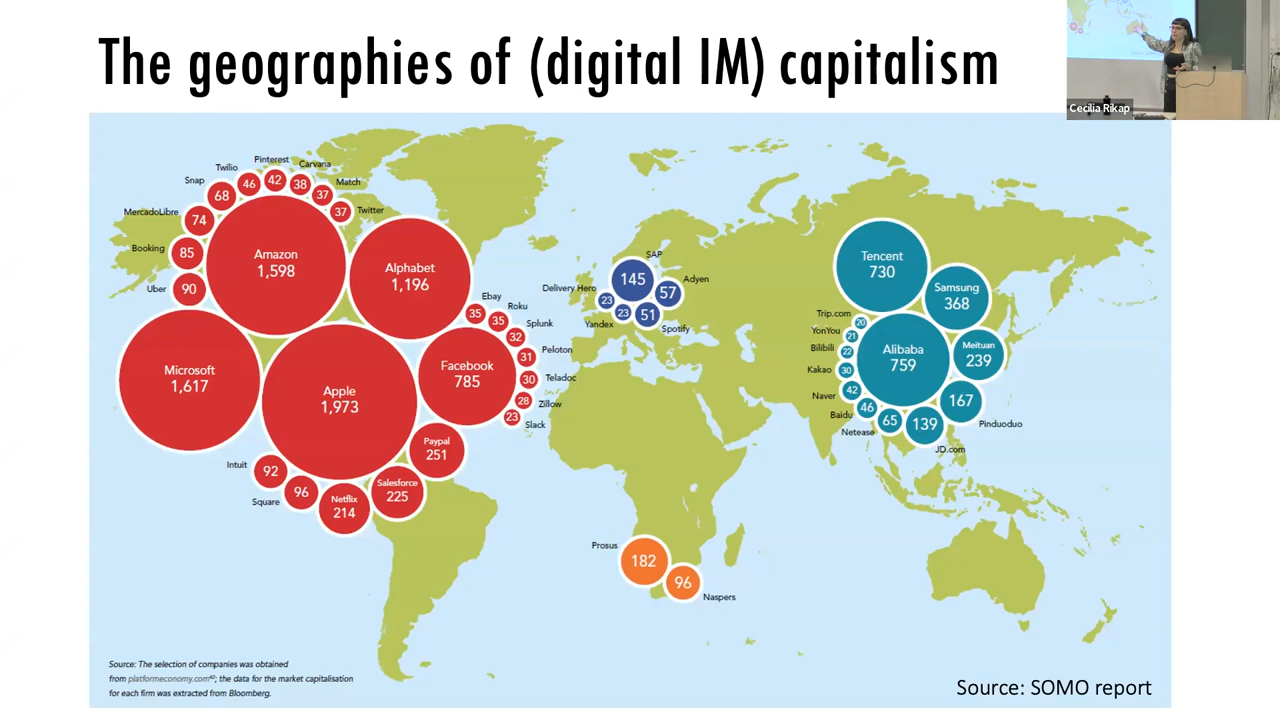 The geographies of (digital IM) capitalism
Cecilia Rikap
Pinterest
Carvana
Twilio
Match
Snap
46
42
38
37
68
37
Twitter
MercadoLibre
74
Booking
85
Uber
90
Amazon
1,598
Alphabet
1,196
Microsoft
1,617
Apple
1,973
Facebook
785
Ebay
35
Roku
35
Splunk
32
Peloton
31
Teladoc
30
Zillow
28
Slack
23
Paypal
251
Salesforce
225
Netflix
214
Square
96
Intuit
92
SAP
145
Adyen
57
Delivery Hero
23
Yandex
23
51
Spotify
Prosus
182
96
Naspers
Tencent
730
Samsung
368
Trip.com
20
YonYou
21
Bilibili
22
Kakao
30
Naver
42
Baidu
46
Netease
65
Alibaba
759
Meituan
239
167
Pinduoduo
139
JD.com
Source: The selection of companies was obtained
from platformeconomy.com⁴²; the data for the market capitalisation
for each firm was extracted from Bloomberg.
Source: SOMO report